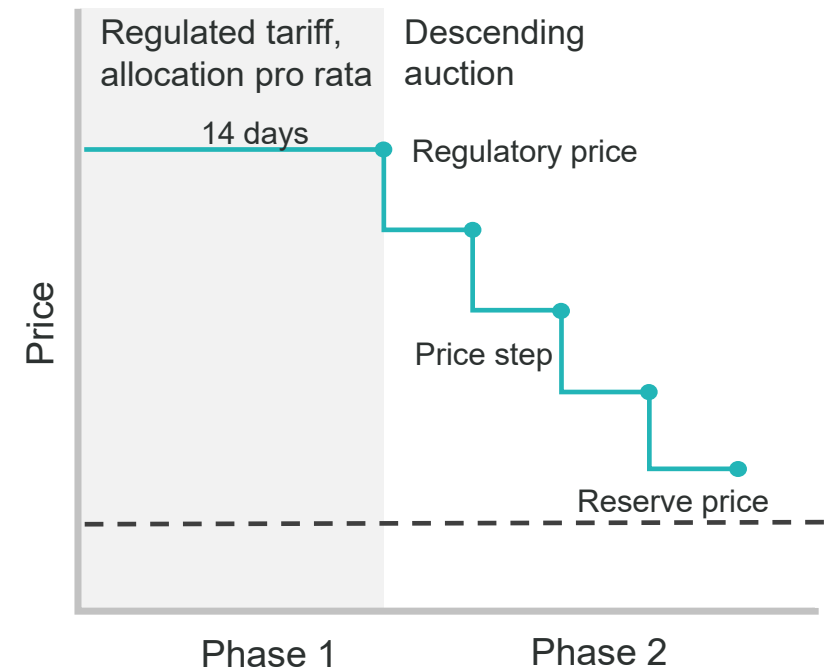 Regulated tariff,
allocation pro rata
Descending
auction
14 days
Regulatory price
Price
Price step
Reserve price
Phase 1
Phase 2